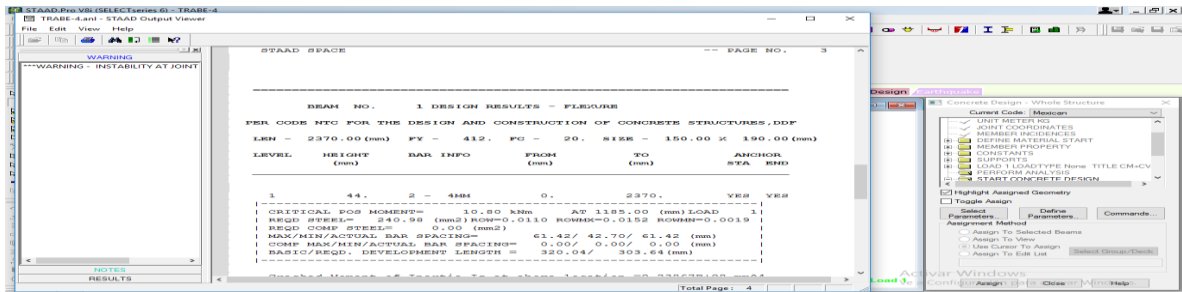 STAAD.Pro V8i (SELECTseries 6) - TRABE-4
TRABE-4.anl - STAAD Output Viewer
File Edit View Help
WARNING
***WARNING - INSTABILITY AT JOINT
NOTES
RESULTS
STAAD SPACE -- PAGE NO. 3
BEAM NO. 1 DESIGN RESULTS - FLEXURE
PER CODE NTC FOR THE DESIGN AND CONSTRUCTION OF CONCRETE STRUCTURES,DDF
LEN - 2370.00(mm) FY - 412. FC - 20. SIZE - 150.00 X 190.00(mm)
LEVEL HEIGHT BAR INFO FROM TO ANCHOR
(mm) (mm) (mm) STA END
1 44. 2 - 4MM 0. 2370. YES YES
CRITICAL POS MOMENT= 10.80 kNm AT 1185.00 (mm)LOAD 1
REQD STEEL= 240.98 (mm2)ROW=0.0110 ROWMX=0.0152 ROWMN=0.0019
REQD COMP STEEL= 0.00 (mm2)
MAX/MIN/ACTUAL BAR SPACING= 61.42/ 42.70/ 61.42 (mm)
COMP MAX/MIN/ACTUAL BAR SPACING= 0.00/ 0.00/ 0.00 (mm)
BASIC/REQD. DEVELOPMENT LENGTH = 320.04/ 303.64(mm)
Total Page: 4
Design
Earthquake
Load 1
Concrete Design - Whole Structure
Current Code: Mexican
UNIT METER KG
JOINT COORDINATES
MEMBER INCIDENCES
DEFINE MATERIAL START
MEMBER PROPERTY
CONSTANTS
SUPPORTS
LOAD 1 LOADTYPE None TITLE CM+CV
PERFORM ANALYSIS
START CONCRETE DESIGN
Highlight Assigned Geometry
Toggle Assign
Select Parameters...
Define Parameters...
Commands...
Assignment Method
Assign To Selected Beams
Assign To View
Use Cursor To Assign
Assign To Edit List
Select Group/Deck
Assign
Close
Help